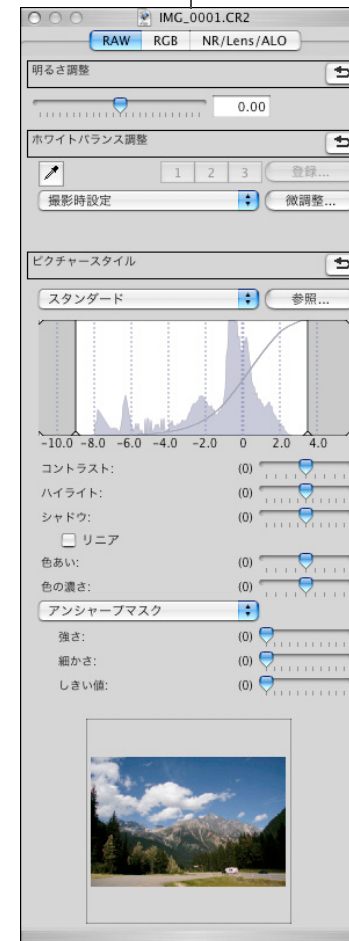 IMG_0001.CR2
RAW RGB NR/Lens/ALO
明るさ調整
0.00
ホワイトバランス調整
1 2 3 登録...
撮影時設定 微調整...
ピクチャースタイル
スタンダード 参照...
-10.0 -8.0 -6.0 -4.0 -2.0 0 2.0 4.0
コントラスト: (0)
ハイライト: (0)
シャドウ: (0)
リニア
色あい: (0)
色の濃さ: (0)
アンシャープマスク
強さ: (0)
細かさ: (0)
しきい値: (0)